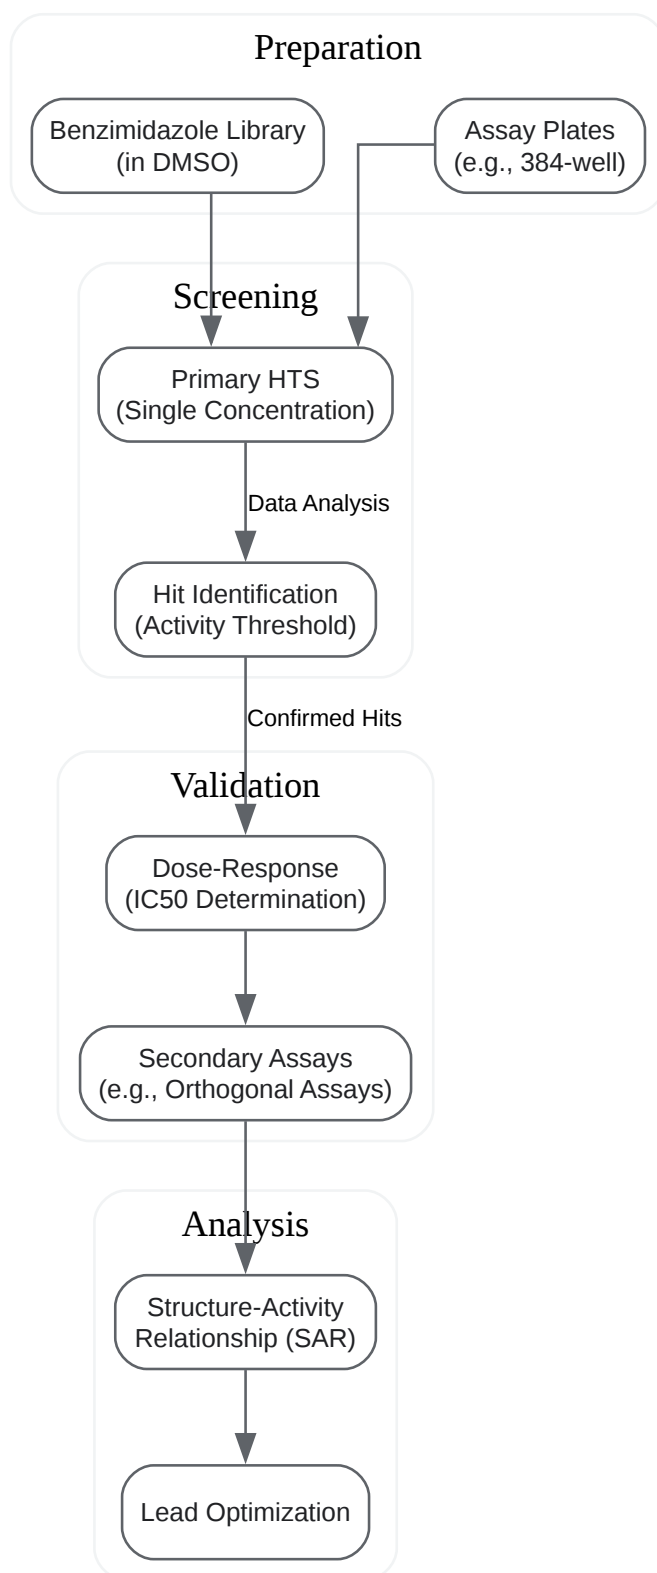 Preparation
Benzimidazole Library
(in DMSO)
Assay Plates
(e.g., 384-well)
Screening
Primary HTS
(Single Concentration)
Data Analysis
Hit Identification
(Activity Threshold)
Confirmed Hits
Validation
Dose-Response
(IC50 Determination)
Secondary Assays
(e.g., Orthogonal Assays)
Analysis
Structure-Activity
Relationship (SAR)
Lead Optimization